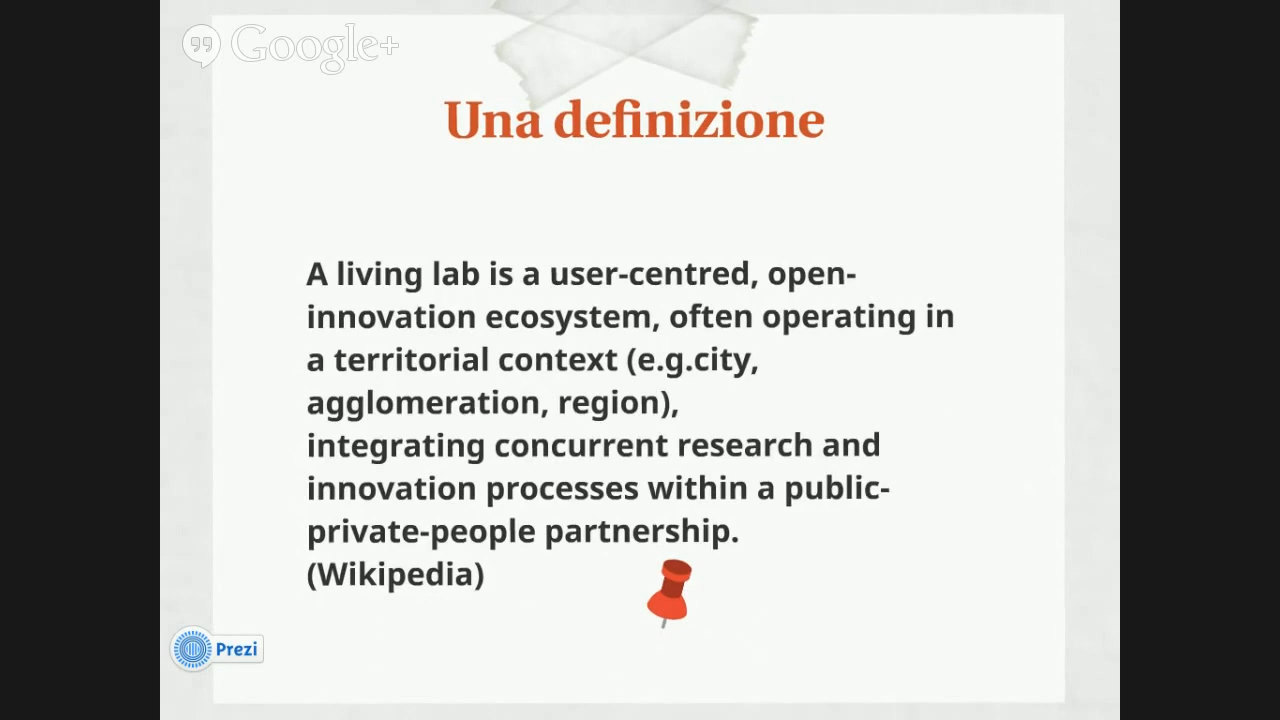 Google+
Una definizione
A living lab is a user-centred, open-
innovation ecosystem, often operating in
a territorial context (e.g.city,
agglomeration, region),
integrating concurrent research and
innovation processes within a public-
private-people partnership.
(Wikipedia)
Prezi